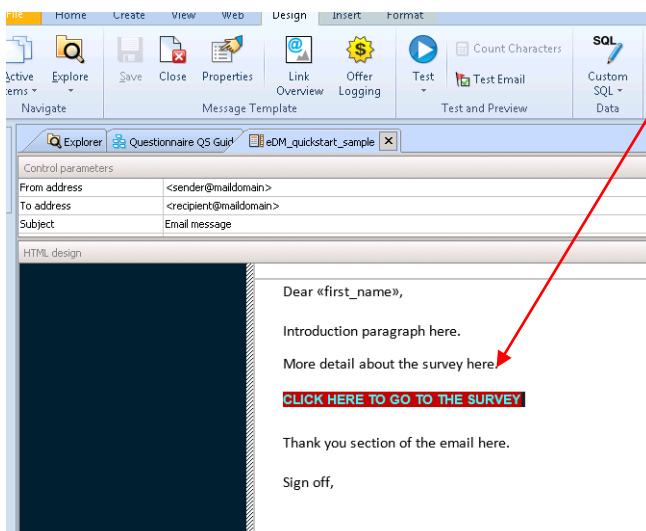 File Home Create View Web Design Insert Format
Active Items Explore Save Close Properties Link Overview Offer Logging Test Count Characters Test Email SQL Custom SQL
Navigate Message Template Test and Preview Data
Explorer Questionnaire QS Guid eDM_quickstart_sample
Control parameters
From address <sender@maildomain>
To address <recipient@maildomain>
Subject Email message
HTML design
Dear «first_name»,
Introduction paragraph here.
More detail about the survey here.
CLICK HERE TO GO TO THE SURVEY
Thank you section of the email here.
Sign off,